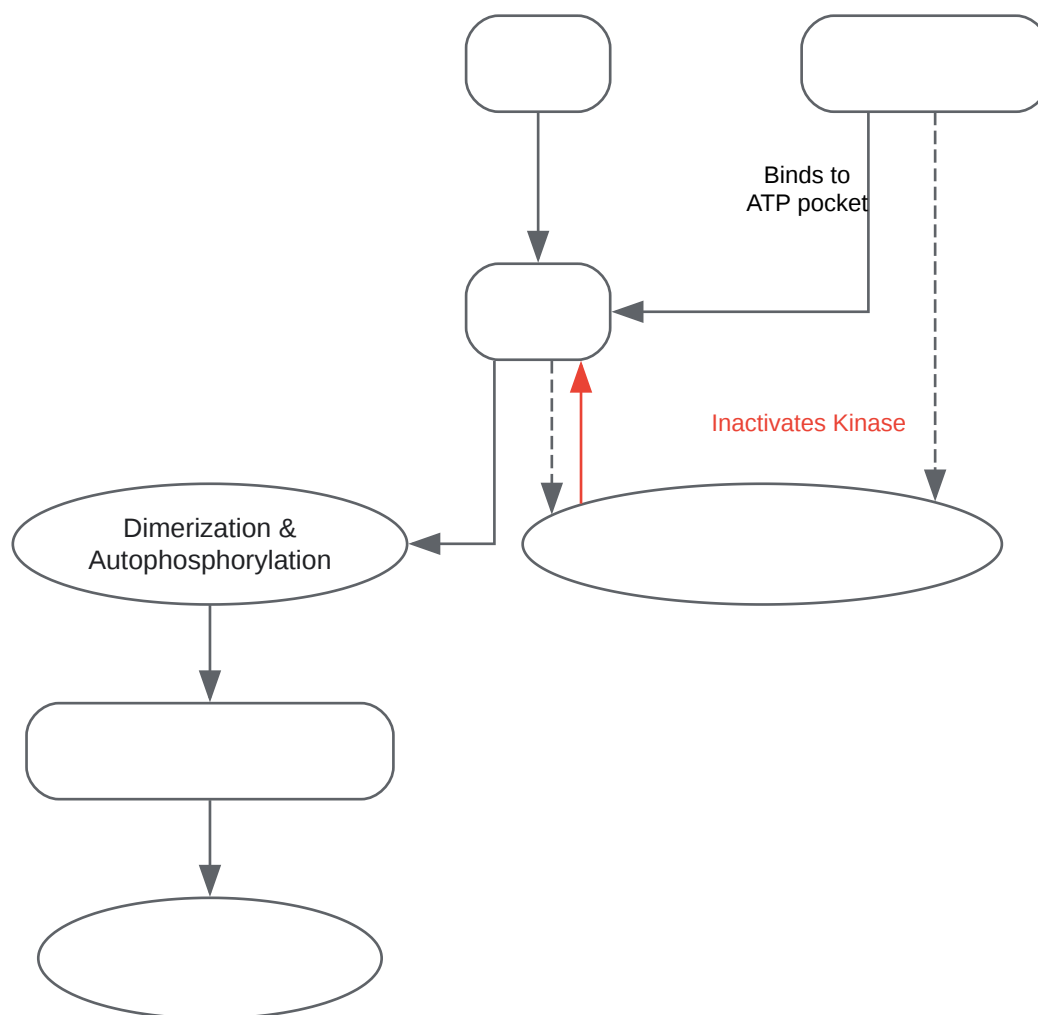 Binds to
ATP pocket
Inactivates Kinase
Dimerization &
Autophosphorylation